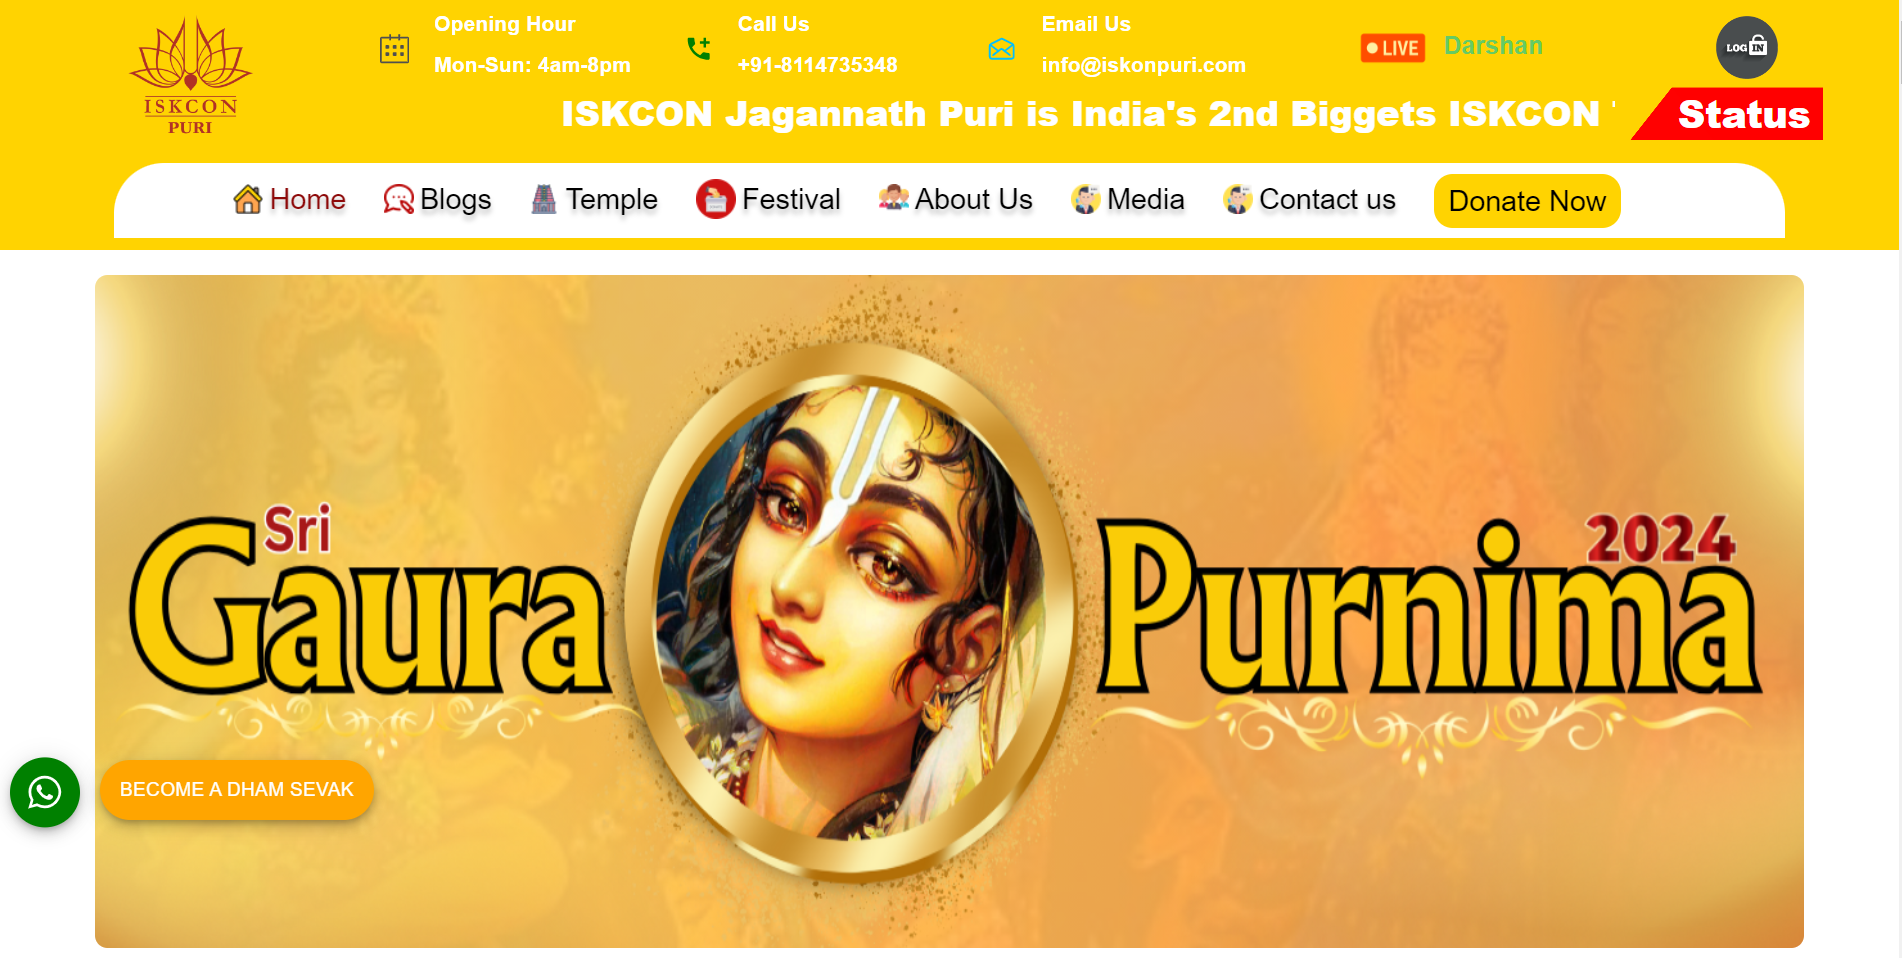 ISKCON
PURI
Opening Hour
Mon-Sun: 4am-8pm
Call Us
+91-8114735348
Email Us
info@iskonpuri.com
LIVE
Darshan
LOG IN
ISKCON Jagannath Puri is India's 2nd Biggets ISKCON
Status
Home
Blogs
Temple
Festival
About Us
Media
Contact us
Donate Now
Sri
Gaura
2024
Purnima
BECOME A DHAM SEVAK